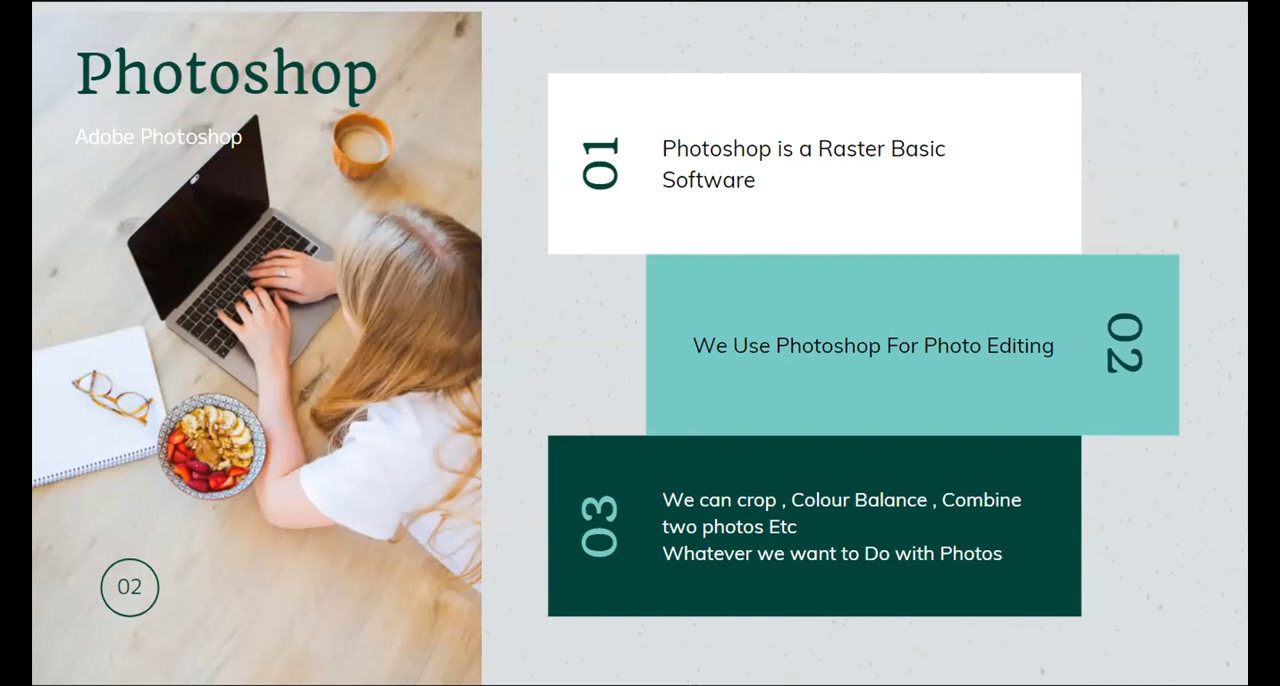 Photoshop
Adobe Photoshop
02
01
Photoshop is a Raster Basic
Software
We Use Photoshop For Photo Editing
02
03
We can crop , Colour Balance , Combine
two photos Etc
Whatever we want to Do with Photos